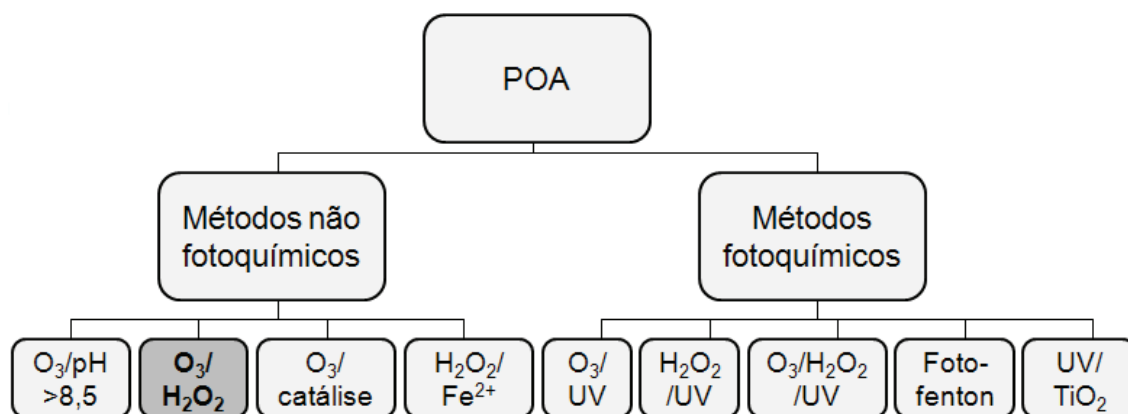 POA
Métodos não
fotoquímicos
Métodos
fotoquímicos
O₃/pH
>8,5
O₃/
H₂O₂
O₃/
catálise
H₂O₂/
Fe²⁺
O₃/
UV
H₂O₂
/UV
O₃/H₂O₂
/UV
Foto-
fenton
UV/
TiO₂